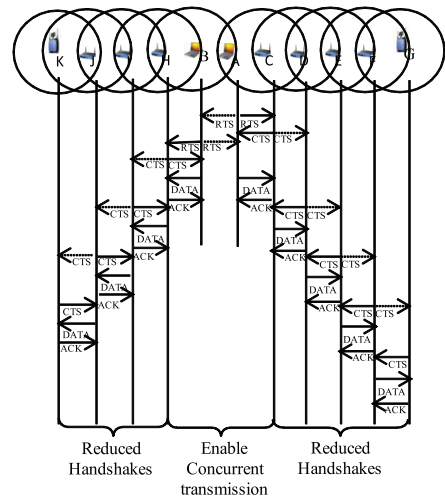 K J I H B A C D E F G
RTS RTS
CTS CTS
RTS RTS
CTS CTS
DATA DATA
ACK ACK
CTS CTS CTS CTS
DATA DATA
ACK ACK
CTS CTS CTS CTS
DATA DATA
ACK ACK
CTS CTS CTS
DATA DATA
ACK ACK
CTS
DATA
ACK
Reduced
Handshakes
Enable
Concurrent
transmission
Reduced
Handshakes